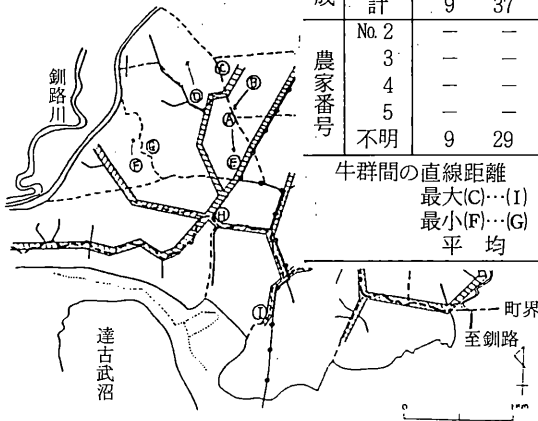 成
計 9 37
農家番号
No. 2 — —
3 — —
4 — —
5 — —
不明 9 29
牛群間の直線距離
最大(C)…(I)
最小(F)…(G)
平 均
釧路川
C
B
D
A
G
F
E
H
I
達古武沼
町界
至釧路
0 1km